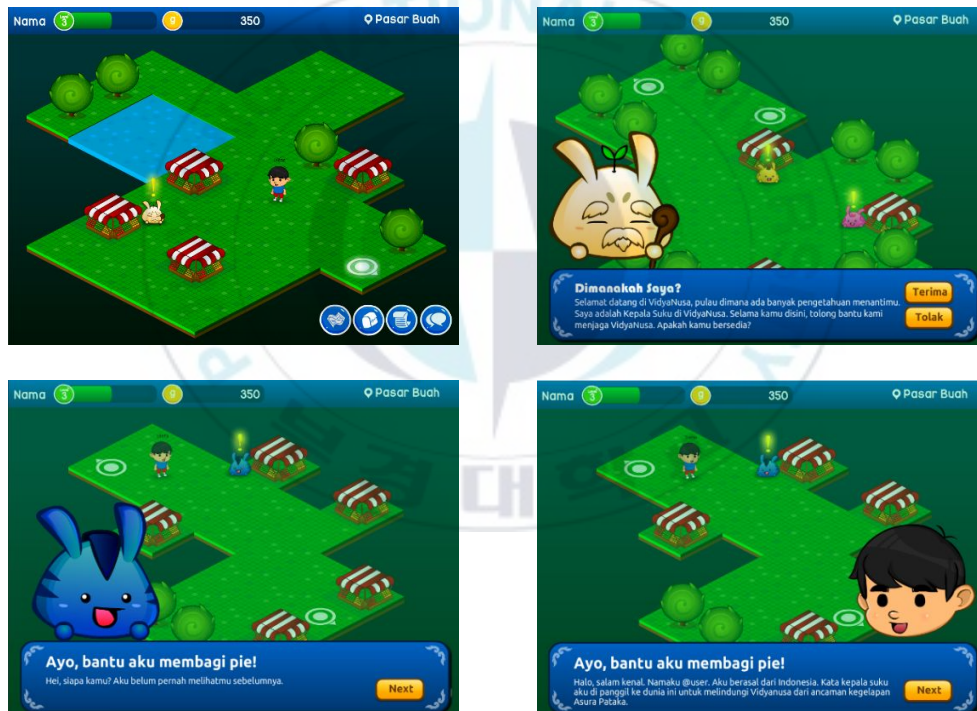 Nama 3 350 Pasar Buah
Nama 3 350 Pasar Buah
Dimanakah Saya?
Selamat datang di VidyaNusa, pulau dimana ada banyak pengetahuan menantimu.
Saya adalah Kepala Suku di VidyaNusa. Selama kamu disini, tolong bantu kami
menjaga VidyaNusa. Apakah kamu bersedia?
Terima
Tolak
Nama 3 350 Pasar Buah
Ayo, bantu aku membagi pie!
Hei, siapa kamu? Aku belum pernah melihatmu sebelumnya.
Next
Nama 3 350 Pasar Buah
Ayo, bantu aku membagi pie!
Halo, salam kenal. Namaku @user. Aku berasal dari Indonesia. Kata kepala suku
aku di panggil ke dunia ini untuk melindungi Vidyanusa dari ancaman kegelapan
Asura Pataka.
Next